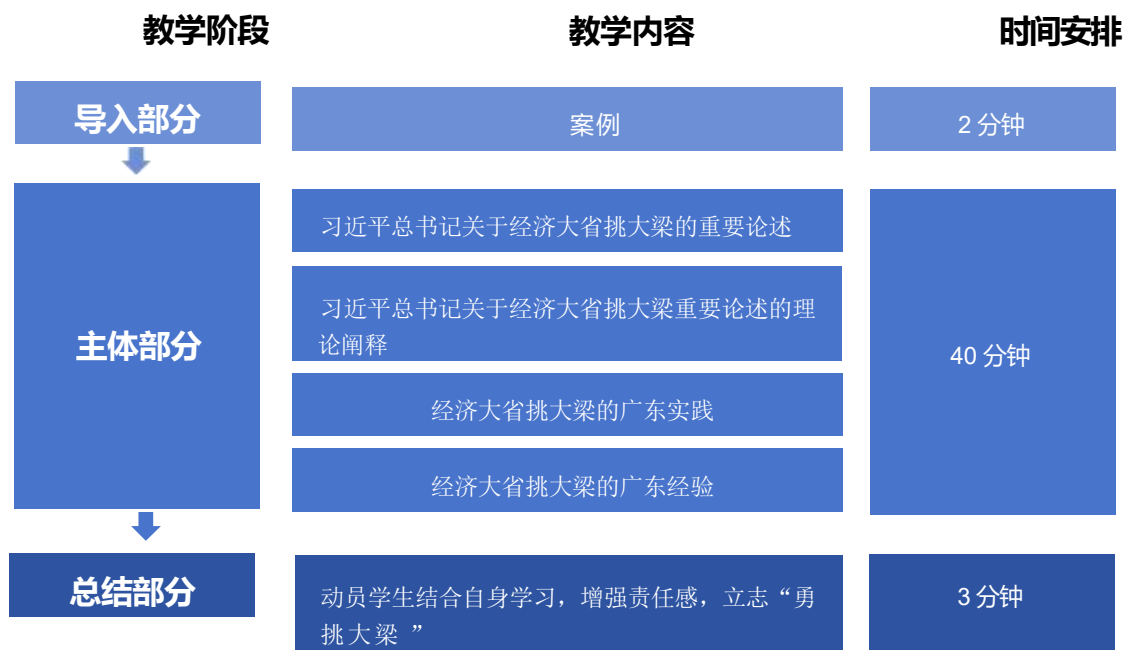 教学阶段 教学内容 时间安排
导入部分 案例 2 分钟
习近平总书记关于经济大省挑大梁的重要论述
习近平总书记关于经济大省挑大梁重要论述的理
论阐释
主体部分
40 分钟
经济大省挑大梁的广东实践
经济大省挑大梁的广东经验
总结部分
动员学生结合自身学习，增强责任感，立志“勇
挑大梁 ”
3 分钟